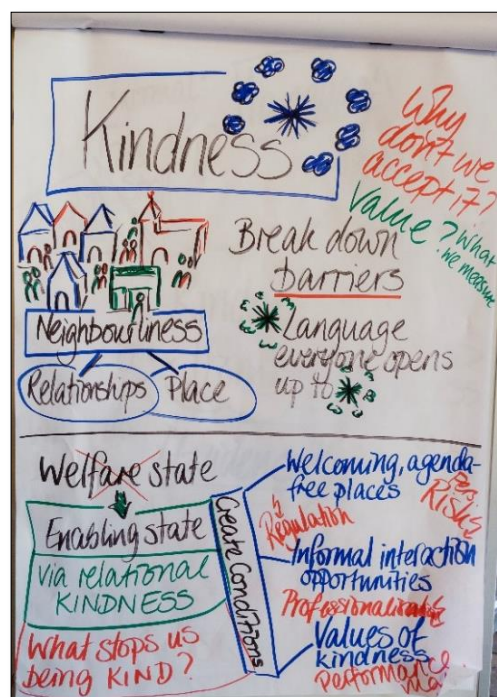 Kindness
Why
don't we
accept it?
Value? What
we measure
Break down
barriers
Language
everyone opens
up to
Neighbourliness
Relationships
Place
Welfare state
Enabling state
via relational
KINDNESS
What stops us
being KIND?
Create Conditions
Welcoming, agenda-
free places
Risk
Regulation
Informal interaction
opportunities
Values of
kindness